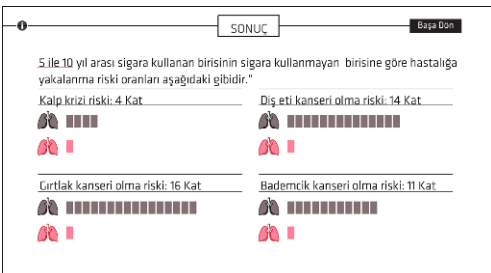 SONUÇ
Başa Dön
5 ile 10 yıl arası sigara kullanan birisinin sigara kullanmayan birisine göre hastalığa
yakalanma riski oranları aşağıdaki gibidir."
Kalp krizi riski: 4 Kat
Diş eti kanseri olma riski: 14 Kat
Gırtlak kanseri olma riski: 16 Kat
Bademcik kanseri olma riski: 11 Kat